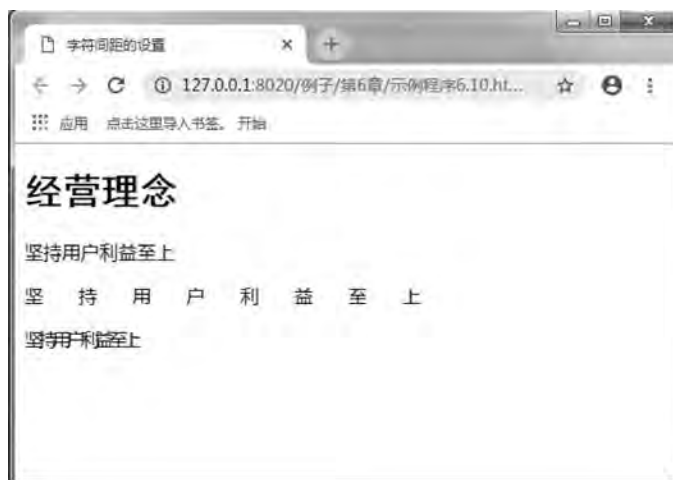 字符间距的设置
127.0.0.1:8020/例子/第6章/示例程序6.10.ht...
应用 点击这里导入书签。 开始
经营理念
坚持用户利益至上
坚 持 用 户 利 益 至 上
坚持用户利益至上